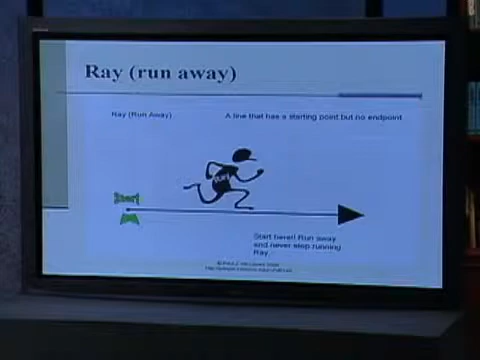 Ray (run away)
Ray (Run Away)
A line that has a starting point but no endpoint
Ray
Start
Start here!! Run away
and never stop running
Ray.